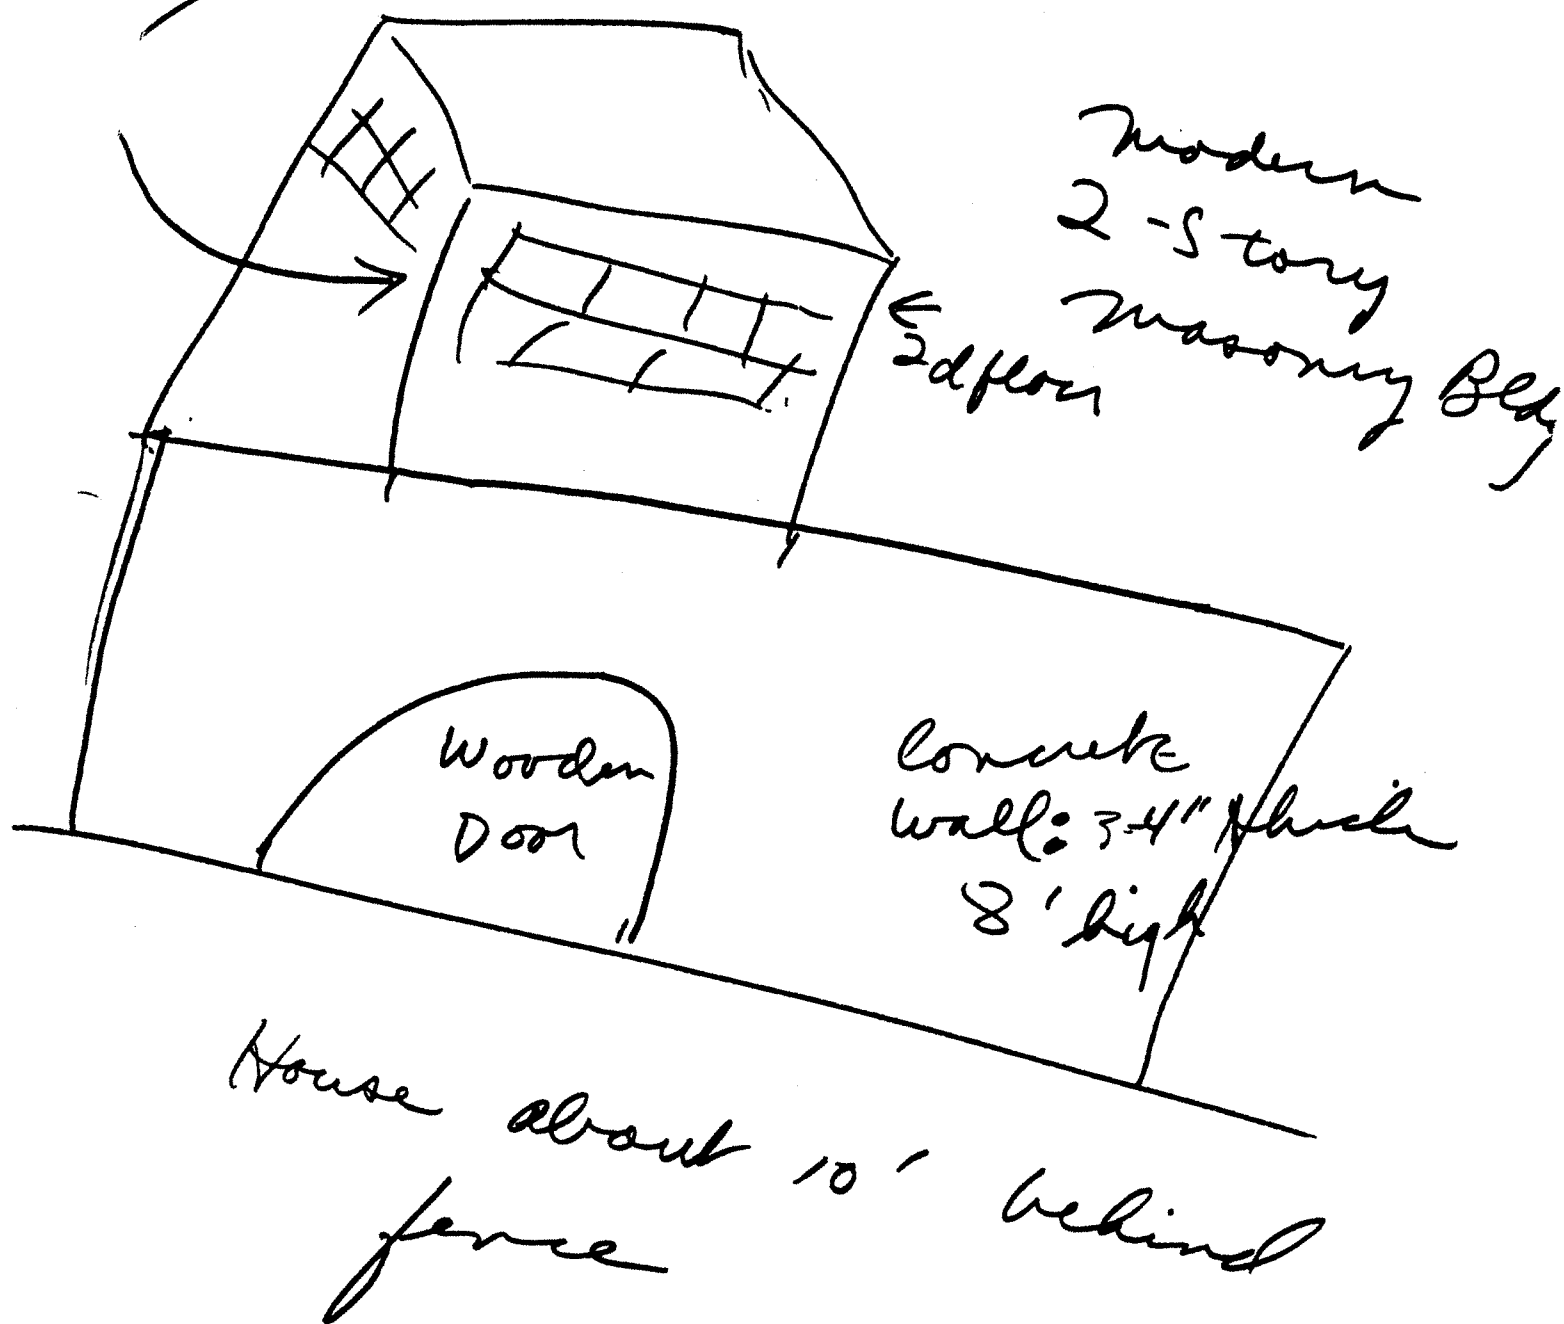 Modern
2-Story
Masonry Bldg
←
2d floor
Wooden
Door
Concrete
wall: 3-4" thick
8' high
House about 10' behind
fence